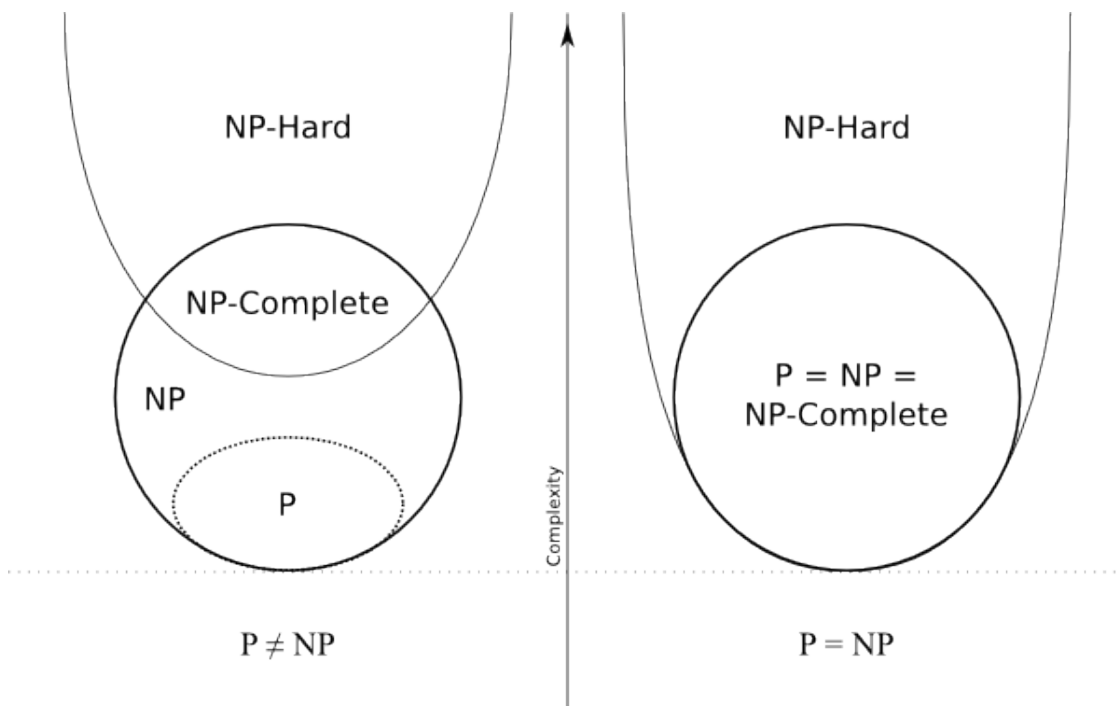 NP-Hard
NP-Complete
NP
P
P ≠ NP
Complexity
NP-Hard
P = NP =
NP-Complete
P = NP